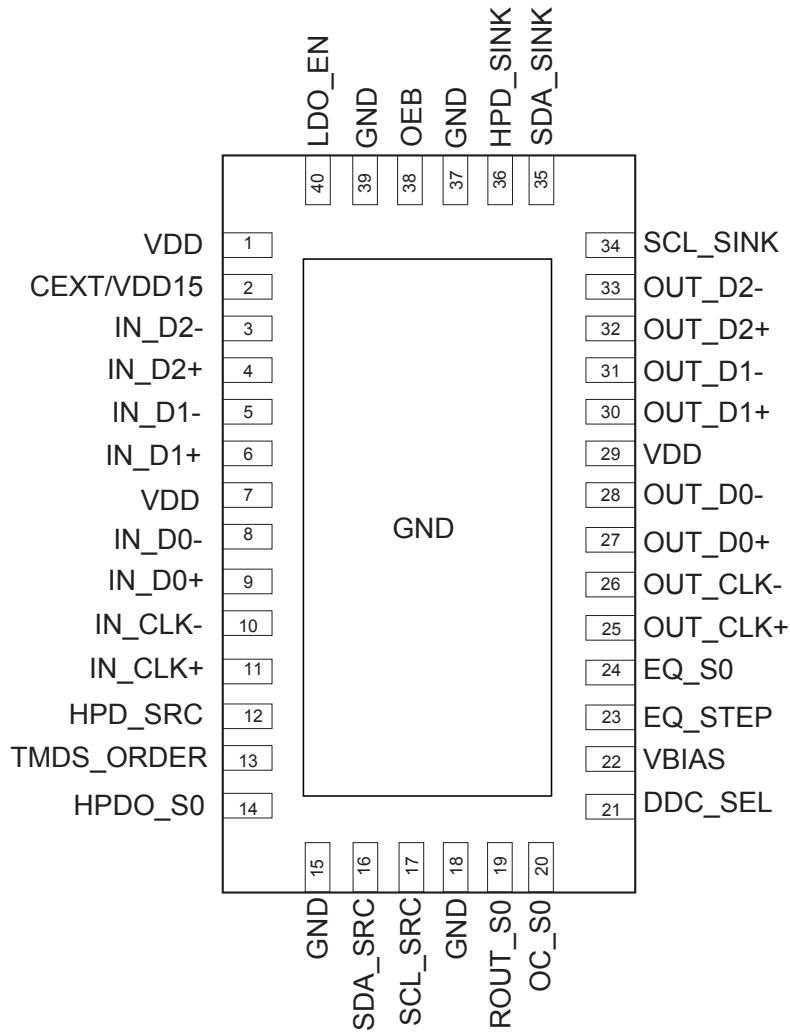 LDO_EN
GND
OEB
GND
HPD_SINK
SDA_SINK
40
39
38
37
36
35
VDD 1
CEXT/VDD15 2
IN_D2- 3
IN_D2+ 4
IN_D1- 5
IN_D1+ 6
VDD 7
IN_D0- 8
IN_D0+ 9
IN_CLK- 10
IN_CLK+ 11
HPD_SRC 12
TMDS_ORDER 13
HPDO_S0 14
GND
34 SCL_SINK
33 OUT_D2-
32 OUT_D2+
31 OUT_D1-
30 OUT_D1+
29 VDD
28 OUT_D0-
27 OUT_D0+
26 OUT_CLK-
25 OUT_CLK+
24 EQ_S0
23 EQ_STEP
22 VBIAS
21 DDC_SEL
15
16
17
18
19
20
GND
SDA_SRC
SCL_SRC
GND
ROUT_S0
OC_S0